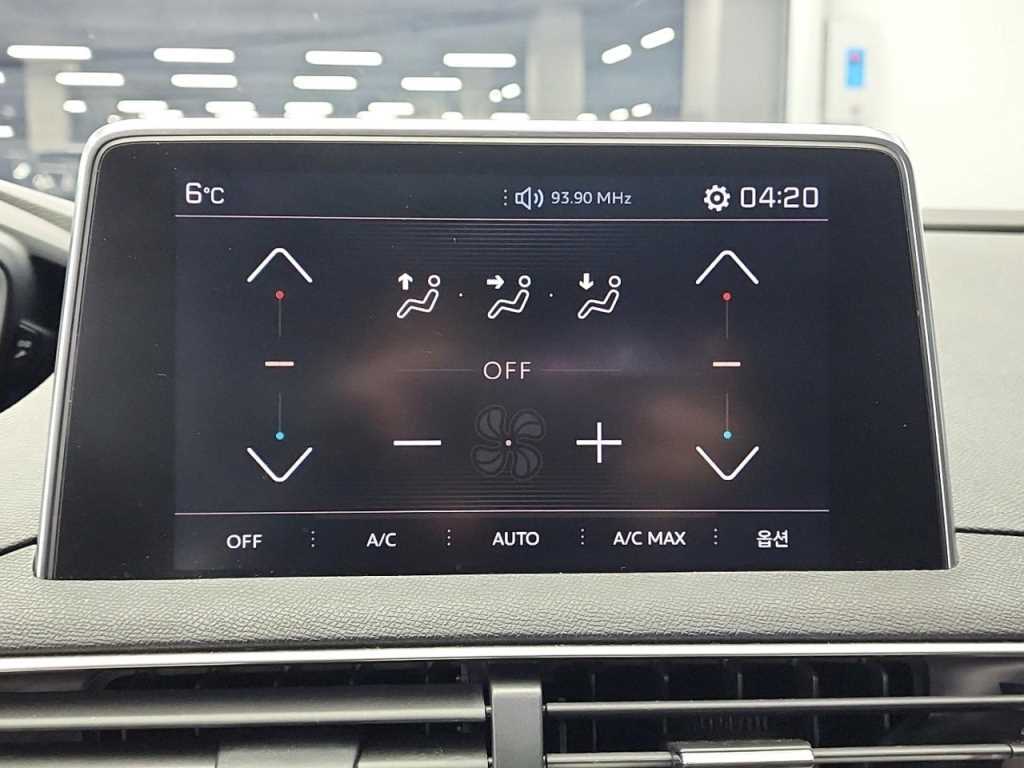 6°C 93.90 MHz 04:20
OFF
OFF A/C AUTO A/C MAX 옵션